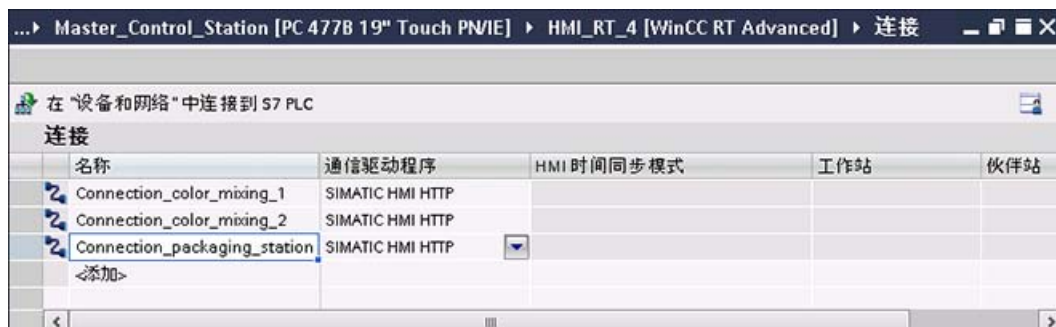 ...▸ Master_Control_Station [PC 477B 19" Touch PN/IE] ▸ HMI_RT_4 [WinCC RT Advanced] ▸ 连接
在 "设备和网络" 中连接到 S7 PLC
连接
名称 通信驱动程序 HMI 时间同步模式 工作站 伙伴站
Connection_color_mixing_1 SIMATIC HMI HTTP
Connection_color_mixing_2 SIMATIC HMI HTTP
Connection_packaging_station SIMATIC HMI HTTP
<添加>